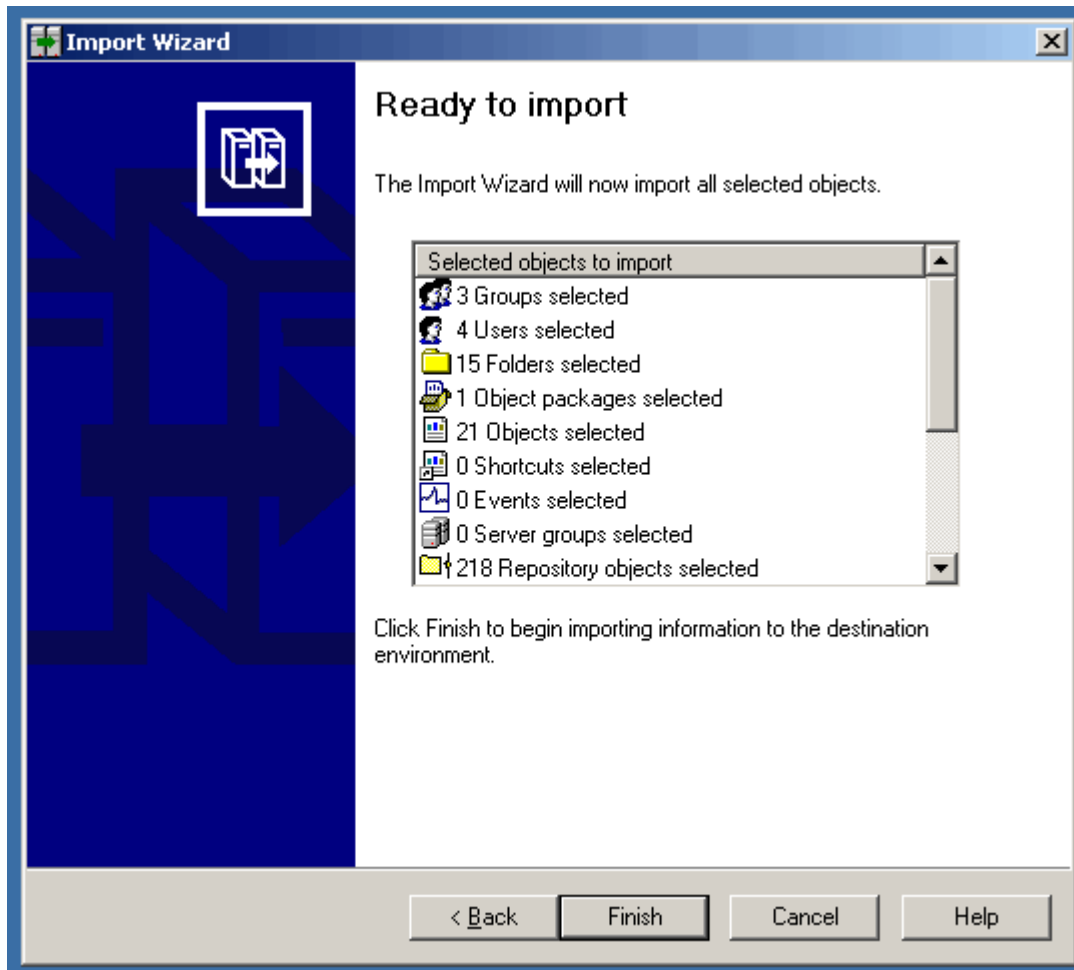 Import Wizard
Ready to import
The Import Wizard will now import all selected objects.
Selected objects to import
3 Groups selected
4 Users selected
15 Folders selected
1 Object packages selected
21 Objects selected
0 Shortcuts selected
0 Events selected
0 Server groups selected
218 Repository objects selected
Click Finish to begin importing information to the destination
environment.
< Back
Finish
Cancel
Help